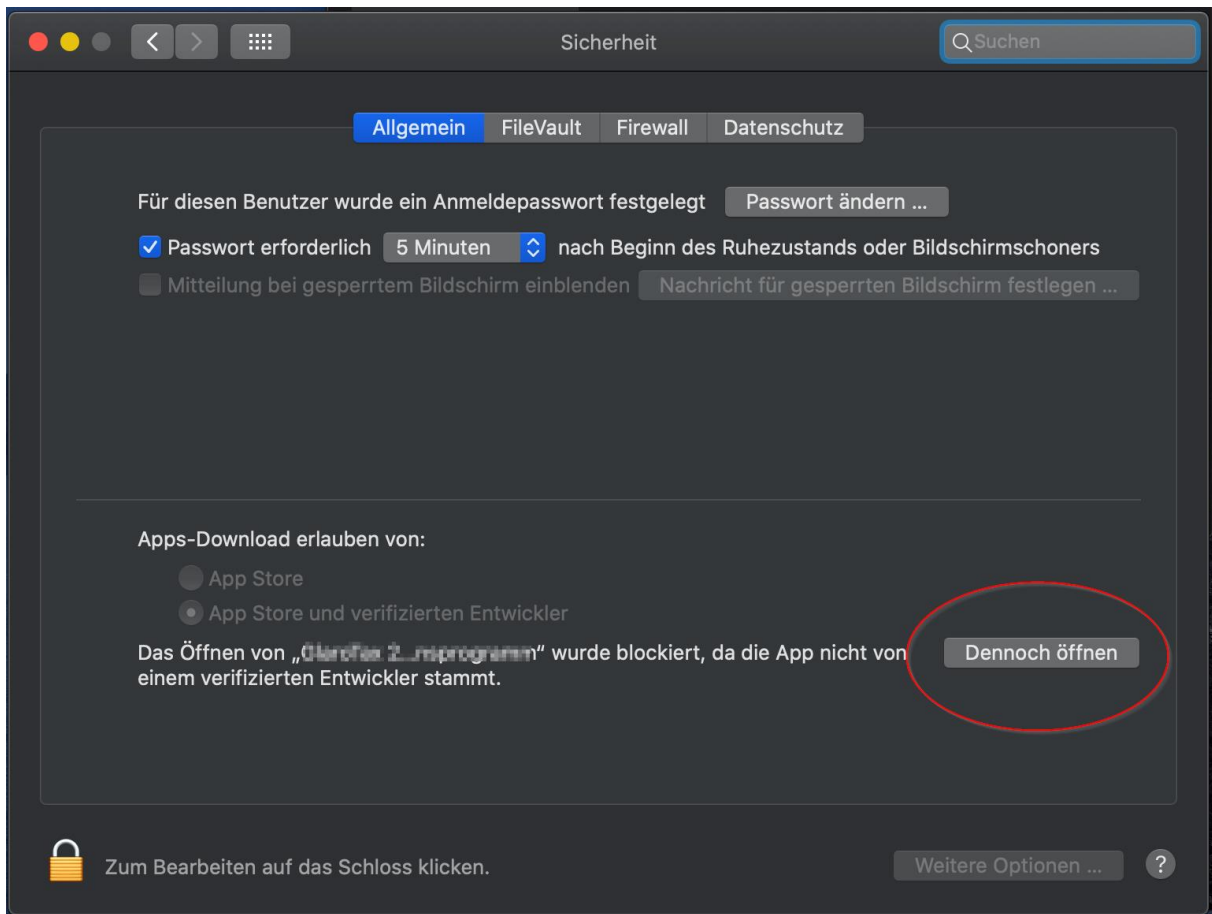 Sicherheit
Suchen
Allgemein FileVault Firewall Datenschutz
Für diesen Benutzer wurde ein Anmeldepasswort festgelegt Passwort ändern ...
Passwort erforderlich 5 Minuten nach Beginn des Ruhezustands oder Bildschirmschoners
Mitteilung bei gesperrtem Bildschirm einblenden Nachricht für gesperrten Bildschirm festlegen ...
Apps-Download erlauben von:
App Store
App Store und verifizierten Entwickler
Das Öffnen von „“ wurde blockiert, da die App nicht von Dennoch öffnen
einem verifizierten Entwickler stammt.
Zum Bearbeiten auf das Schloss klicken. Weitere Optionen ... ?